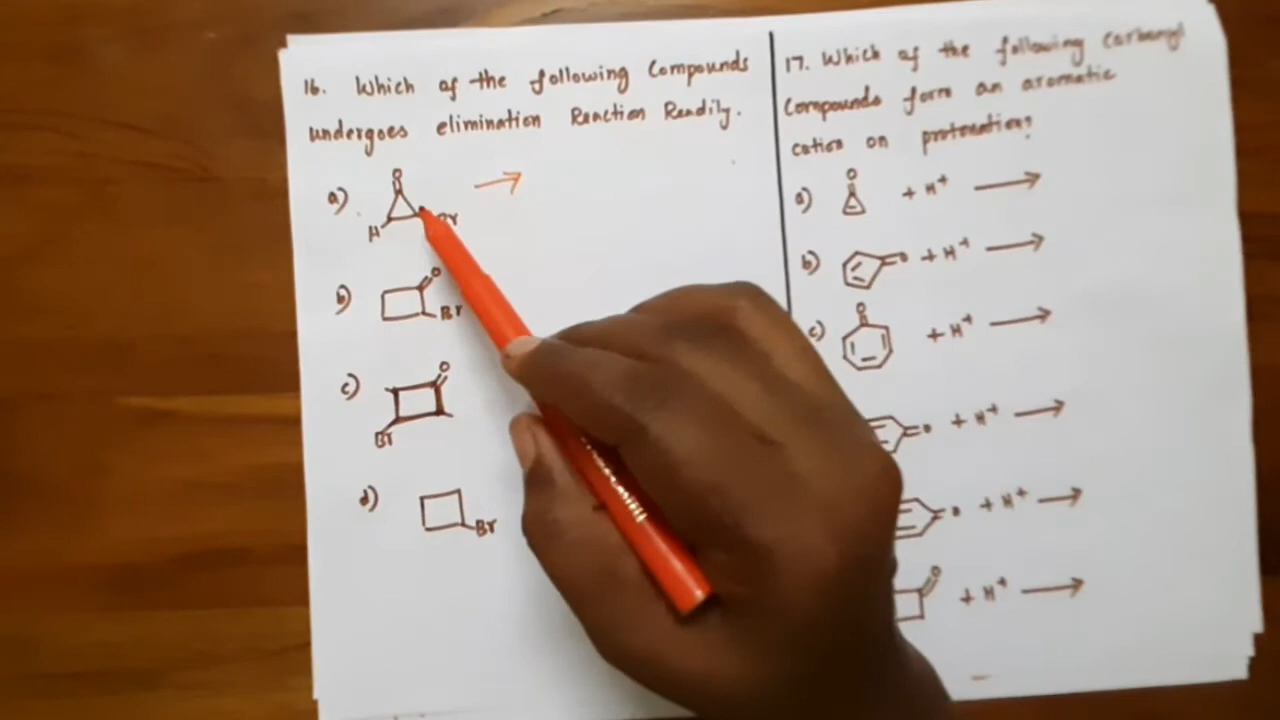 16. Which of the following Compounds
undergoes elimination Reaction Readily.
a)
O
H
Br
b)
O
Br
c)
O
Br
d)
Br
17. Which of the following carbonyl
Compounds form an aromatic
cation on protonation?
a)
O
+ H+
b)
O
+ H+
c)
O
+ H+
O
+ H+
O
+ H+
O
+ H+